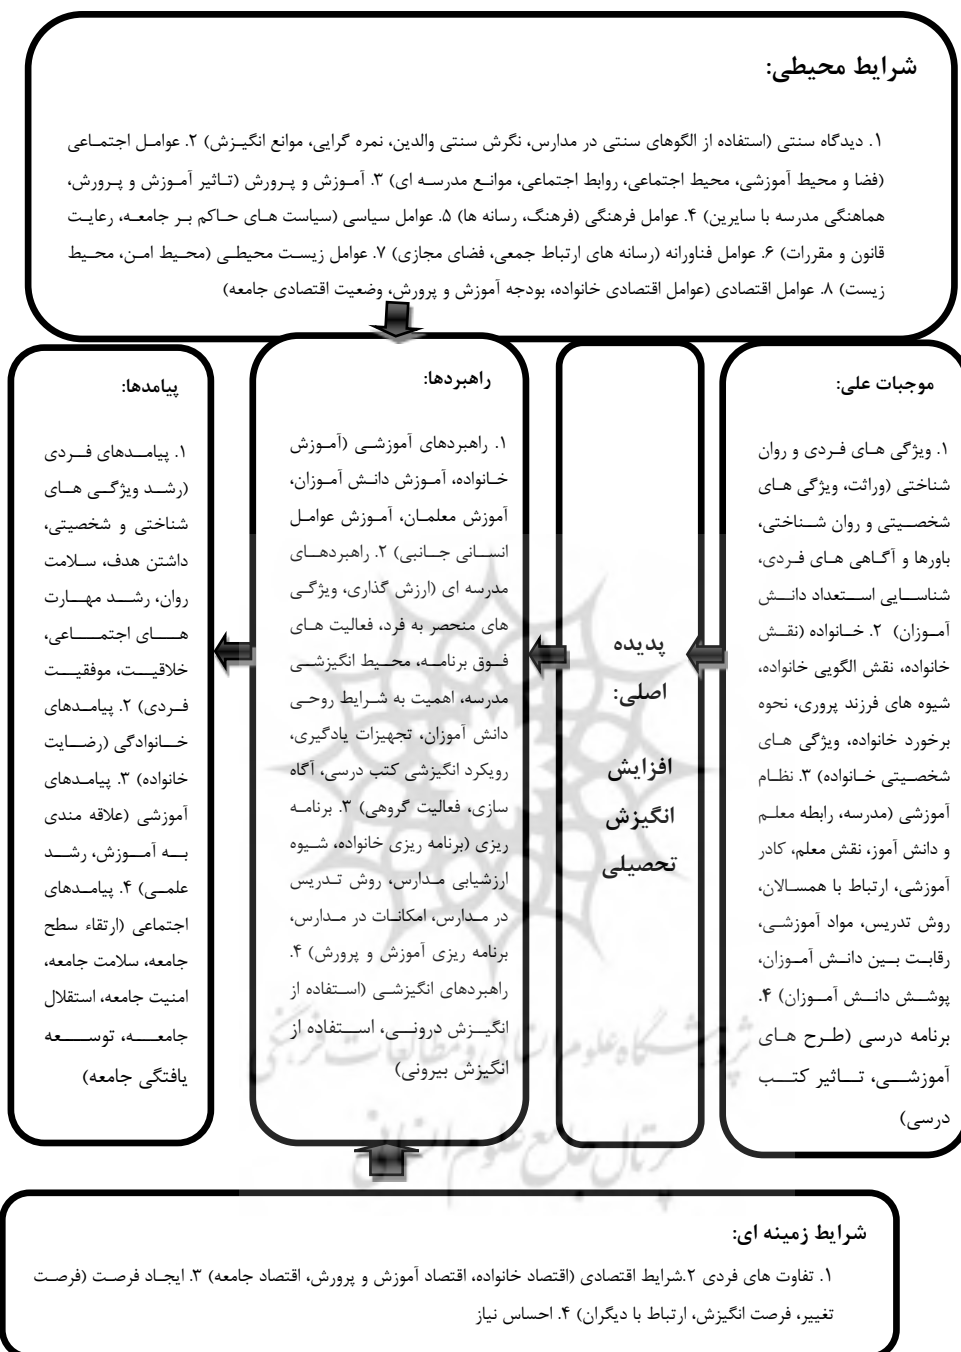 شرایط محیطی:
۱. دیدگاه سنتی (استفاده از الگوهای سنتی در مدارس، نگرش سنتی والدین، نمره گرایی، موانع انگیزش) ۲. عوامل اجتماعی
(فضا و محیط آموزشی، محیط اجتماعی، روابط اجتماعی، موانع مدرسه ای) ۳. آموزش و پرورش (تاثیر آموزش و پرورش،
هماهنگی مدرسه با سایرین) ۴. عوامل فرهنگی (فرهنگ، رسانه ها) ۵. عوامل سیاسی (سیاست های حاکم بر جامعه، رعایت
قانون و مقررات) ۶. عوامل فناورانه (رسانه های ارتباط جمعی، فضای مجازی) ۷. عوامل زیست محیطی (محیط امن، محیط
زیست) ۸. عوامل اقتصادی (عوامل اقتصادی خانواده، بودجه آموزش و پرورش، وضعیت اقتصادی جامعه)
موجبات علی:
۱. ویژگی های فردی و روان
شناختی (وراثت، ویژگی های
شخصیتی و روان شناختی،
باورها و آگاهی های فردی،
شناسایی استعداد دانش
آموزان) ۲. خانواده (نقش
خانواده، نقش الگویی خانواده،
شیوه های فرزند پروری، نحوه
برخورد خانواده، ویژگی های
شخصیتی خانواده) ۳. نظام
آموزشی (مدرسه، رابطه معلم
و دانش آموز، نقش معلم، کادر
آموزشی، ارتباط با همسالان،
روش تدریس، مواد آموزشی،
رقابت بین دانش آموزان،
پوشش دانش آموزان) ۴.
برنامه درسی (طرح های
آموزشی، تاثیر کتب
درسی)
پدیده
اصلی:
افزایش
انگیزش
تحصیلی
راهبردها:
۱. راهبردهای آموزشی (آموزش
خانواده، آموزش دانش آموزان،
آموزش معلمان، آموزش عوامل
انسانی جانبی) ۲. راهبردهای
مدرسه ای (ارزش گذاری، ویژگی
های منحصر به فرد، فعالیت های
فوق برنامه، محیط انگیزشی
مدرسه، اهمیت به شرایط روحی
دانش آموزان، تجهیزات یادگیری،
رویکرد انگیزشی کتب درسی، آگاه
سازی، فعالیت گروهی) ۳. برنامه
ریزی (برنامه ریزی خانواده، شیوه
ارزشیابی مدارس، روش تدریس
در مدارس، امکانات در مدارس،
برنامه ریزی آموزش و پرورش) ۴.
راهبردهای انگیزشی (استفاده از
انگیزش درونی، استفاده از
انگیزش بیرونی)
پیامدها:
۱. پیامدهای فردی
(رشد ویژگی های
شناختی و شخصیتی،
داشتن هدف، سلامت
روان، رشد مهارت
های اجتماعی،
خلاقیت، موفقیت
فردی) ۲. پیامدهای
خانوادگی (رضایت
خانواده) ۳. پیامدهای
آموزشی (علاقه مندی
به آموزش، رشد
علمی) ۴. پیامدهای
اجتماعی (ارتقاء سطح
جامعه، سلامت جامعه،
امنیت جامعه، استقلال
جامعه، توسعه
یافتگی جامعه)
پژوهشگاه علوم انسانی و مطالعات فرهنگی
پرتال جامع علوم انسانی
شرایط زمینه ای:
۱. تفاوت های فردی ۲.شرایط اقتصادی (اقتصاد خانواده، اقتصاد آموزش و پرورش، اقتصاد جامعه) ۳. ایجاد فرصت (فرصت
تغییر، فرصت انگیزش، ارتباط با دیگران) ۴. احساس نیاز